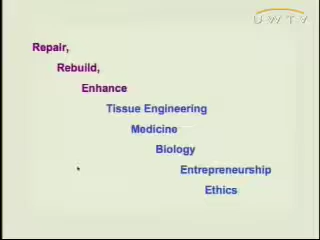 UWTV
Repair,
Rebuild,
Enhance
Tissue Engineering
Medicine
Biology
Entrepreneurship
Ethics